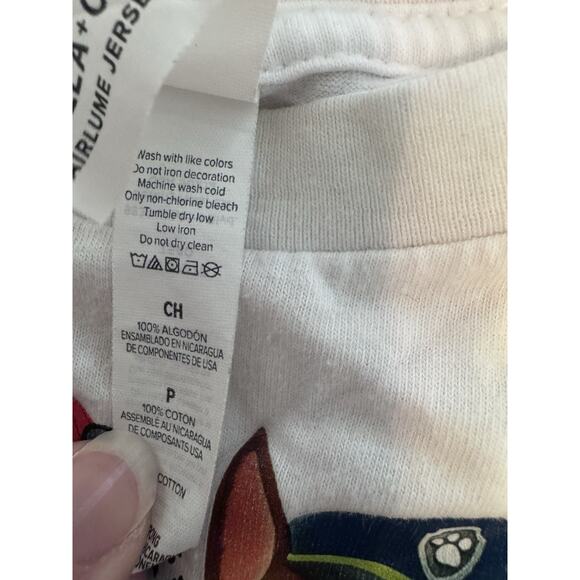 AIRLUME JERSE
Wash with like colors
Do not iron decoration
Machine wash cold
Only non-chlorine bleach
Tumble dry low
Low iron
Do not dry clean
CH
100% ALGODÓN
ENSAMBLADO EN NICARAGUA
DE COMPONENTES DE USA
P
100% COTON
ASSEMBLÉ AU NICARAGUA
DE COMPOSANTS USA
COTTON